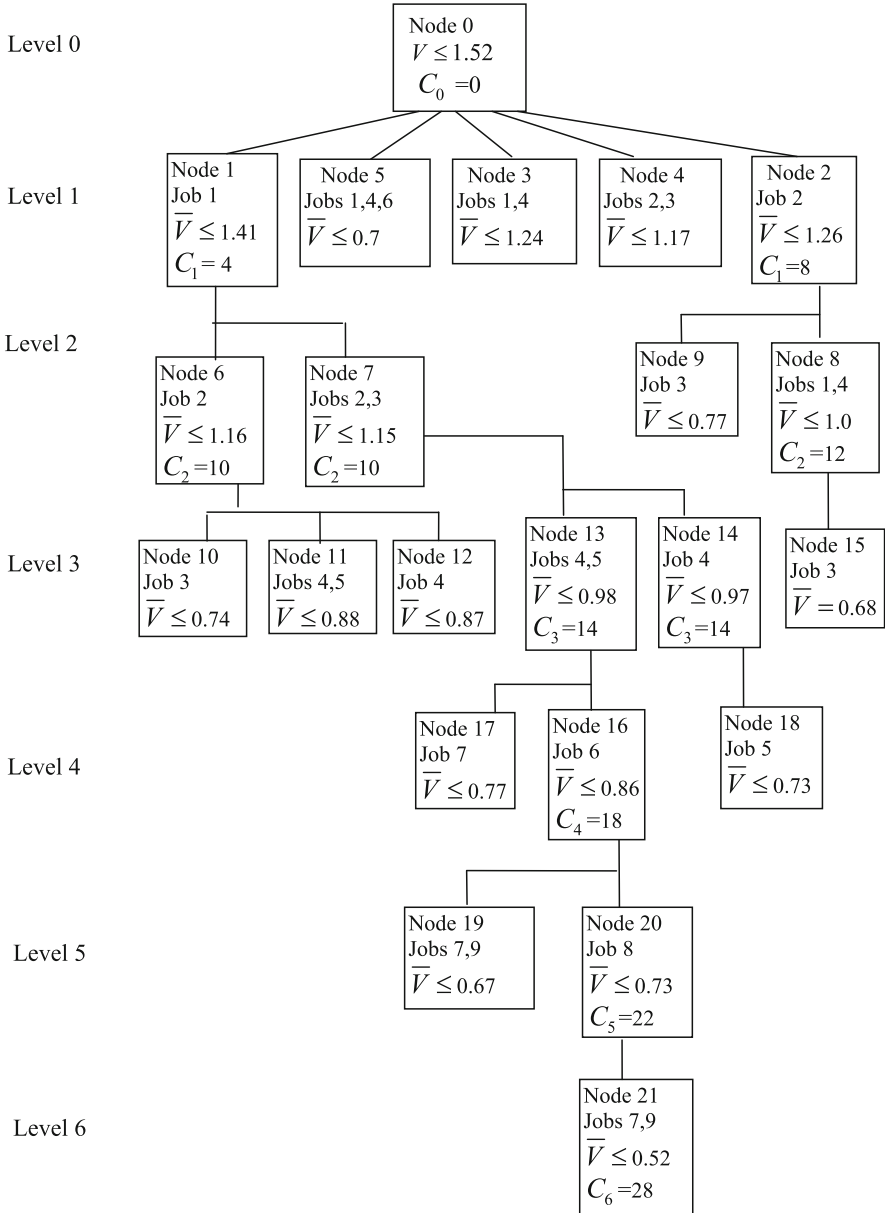 Level 0
Node 0
V ≤ 1.52
C₀ =0
Level 1
Node 1
Job 1
V̅ ≤ 1.41
C₁= 4
Node 5
Jobs 1,4,6
V̅ ≤ 0.7
Node 3
Jobs 1,4
V̅ ≤ 1.24
Node 4
Jobs 2,3
V̅ ≤ 1.17
Node 2
Job 2
V̅ ≤ 1.26
C₁=8
Level 2
Node 6
Job 2
V̅ ≤ 1.16
C₂=10
Node 7
Jobs 2,3
V̅ ≤ 1.15
C₂=10
Node 9
Job 3
V̅ ≤ 0.77
Node 8
Jobs 1,4
V̅ ≤ 1.0
C₂=12
Level 3
Node 10
Job 3
V̅ ≤ 0.74
Node 11
Jobs 4,5
V̅ ≤ 0.88
Node 12
Job 4
V̅ ≤ 0.87
Node 13
Jobs 4,5
V̅ ≤ 0.98
C₃=14
Node 14
Job 4
V̅ ≤ 0.97
C₃=14
Node 15
Job 3
V̅ = 0.68
Level 4
Node 17
Job 7
V̅ ≤ 0.77
Node 16
Job 6
V̅ ≤ 0.86
C₄=18
Node 18
Job 5
V̅ ≤ 0.73
Level 5
Node 19
Jobs 7,9
V̅ ≤ 0.67
Node 20
Job 8
V̅ ≤ 0.73
C₅=22
Level 6
Node 21
Jobs 7,9
V̅ ≤ 0.52
C₆=28